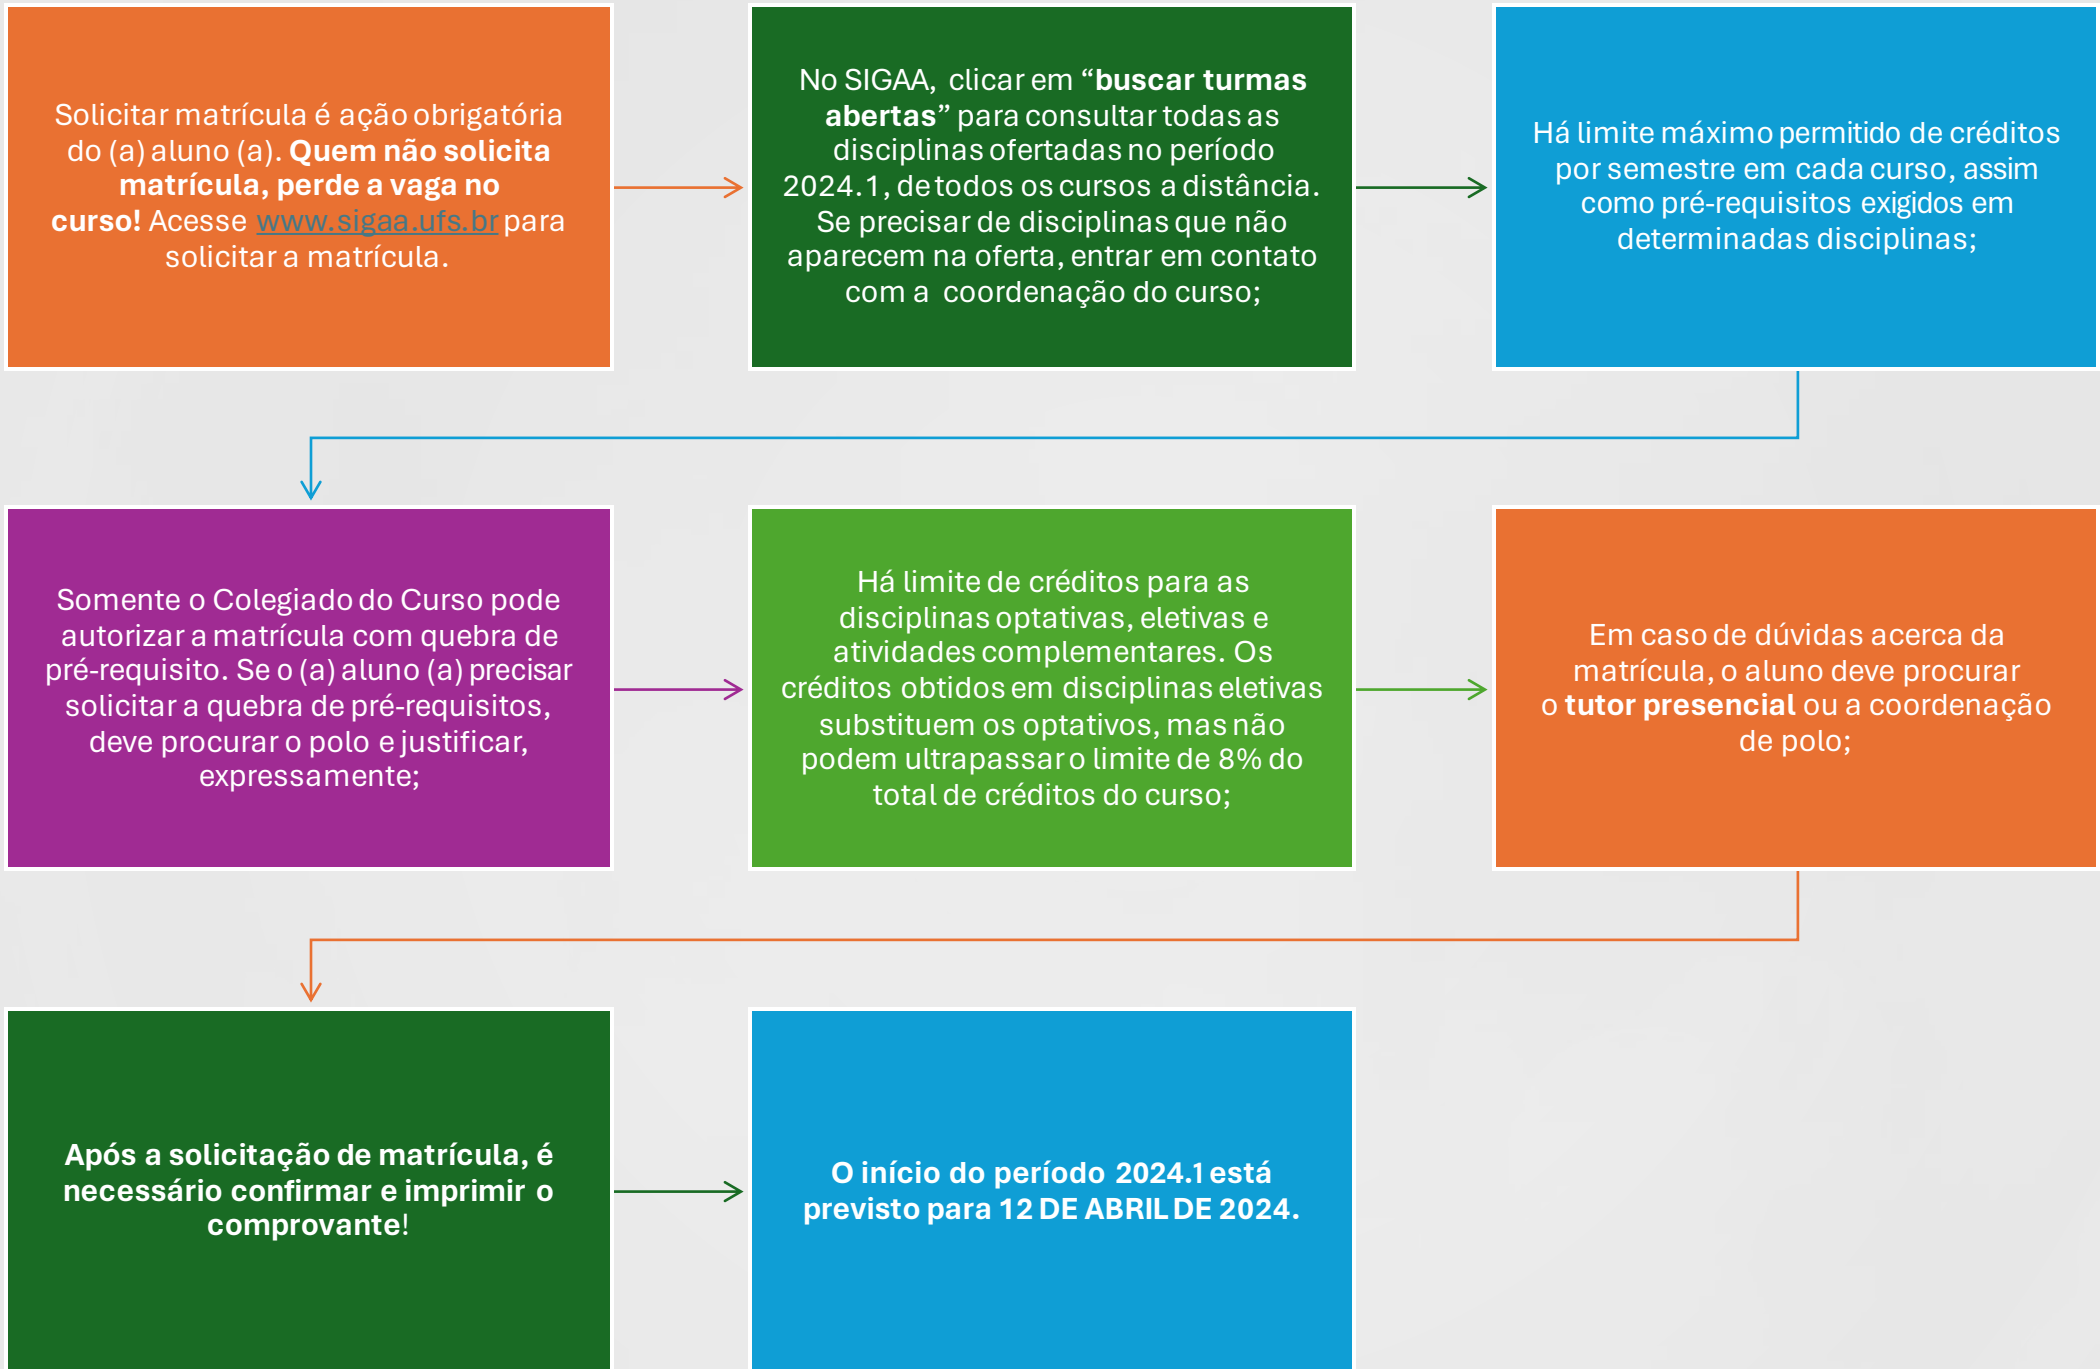 Solicitar matrícula é ação obrigatória
do (a) aluno (a). Quem não solicita
matrícula, perde a vaga no
curso! Acesse www.sigaa.ufs.br para
solicitar a matrícula.
No SIGAA, clicar em “buscar turmas
abertas” para consultar todas as
disciplinas ofertadas no período
2024.1, de todos os cursos a distância.
Se precisar de disciplinas que não
aparecem na oferta, entrar em contato
com a coordenação do curso;
Há limite máximo permitido de créditos
por semestre em cada curso, assim
como pré-requisitos exigidos em
determinadas disciplinas;
Somente o Colegiado do Curso pode
autorizar a matrícula com quebra de
pré-requisito. Se o (a) aluno (a) precisar
solicitar a quebra de pré-requisitos,
deve procurar o polo e justificar,
expressamente;
Há limite de créditos para as
disciplinas optativas, eletivas e
atividades complementares. Os
créditos obtidos em disciplinas eletivas
substituem os optativos, mas não
podem ultrapassar o limite de 8% do
total de créditos do curso;
Em caso de dúvidas acerca da
matrícula, o aluno deve procurar
o tutor presencial ou a coordenação
de polo;
Após a solicitação de matrícula, é
necessário confirmar e imprimir o
comprovante!
O início do período 2024.1 está
previsto para 12 DE ABRIL DE 2024.